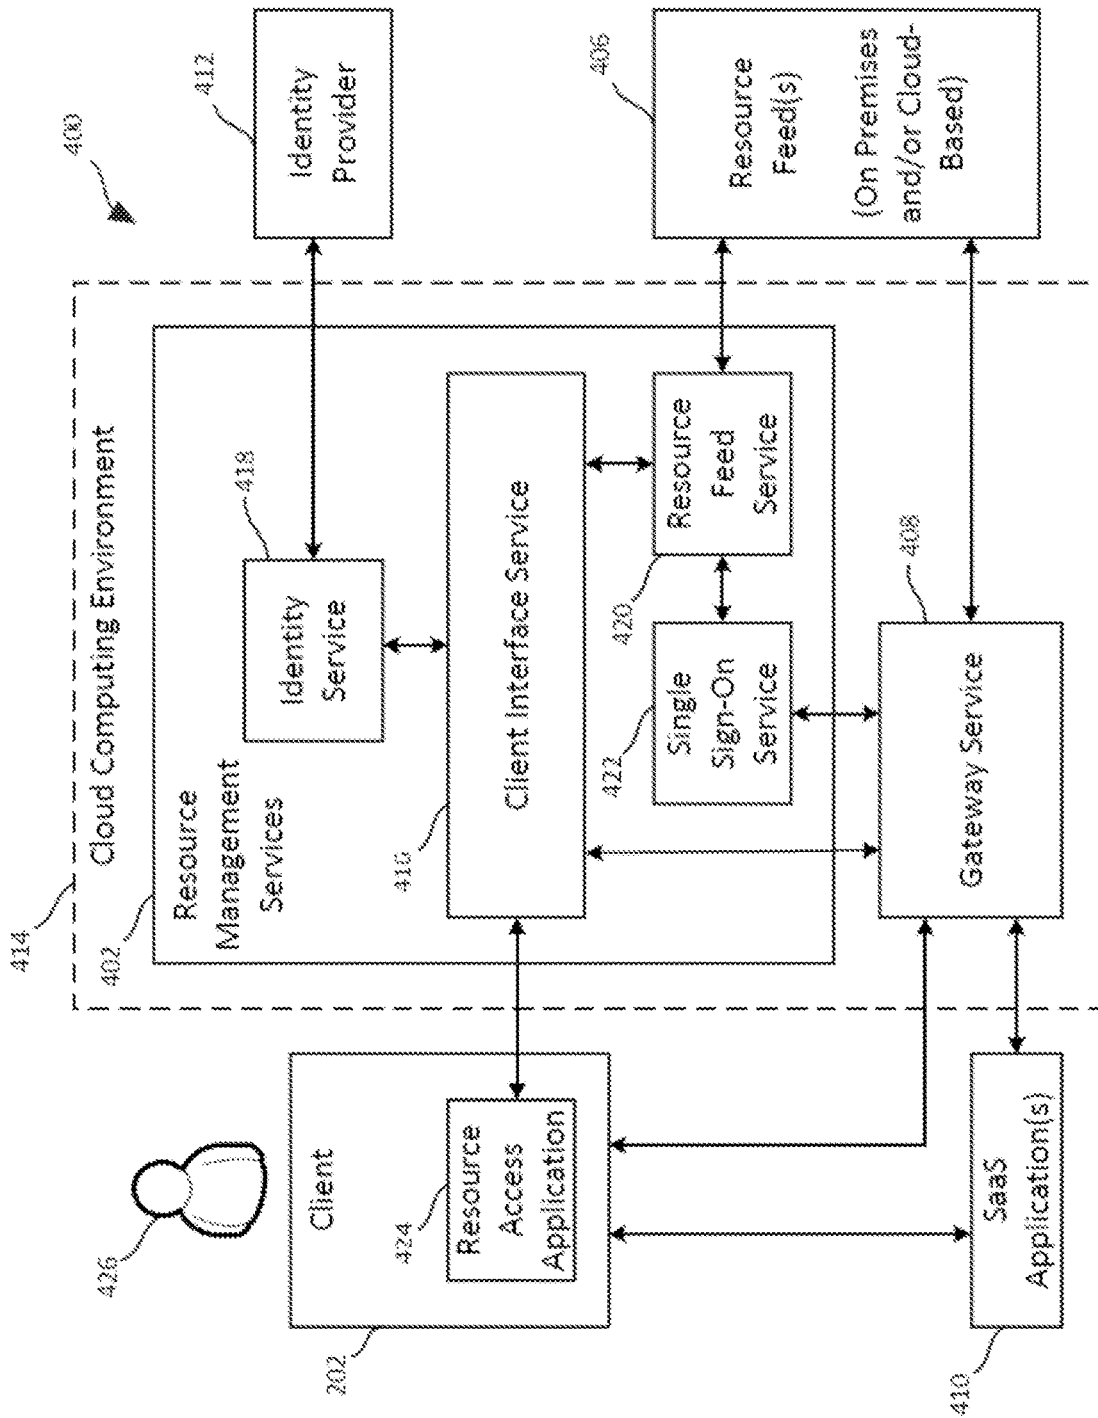 414
400
Cloud Computing Environment
426
402
412
Resource
Management
Services
418
Identity
Service
Identity
Provider
Client
202
424
Resource
Access
Application
416
Client Interface Service
406
Resource
Feed(s)
(On Premises
and/or Cloud-
Based)
422
Single
Sign-On
Service
420
Resource
Feed
Service
408
Gateway Service
410
SaaS
Application(s)